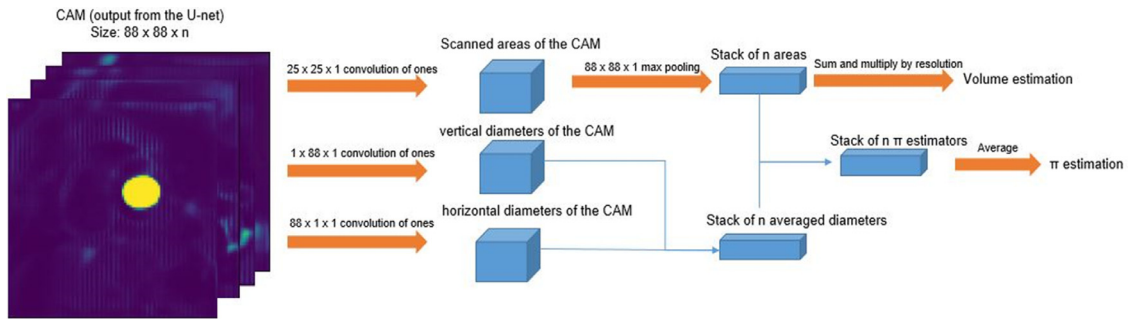 CAM (output from the U-net)
Size: 88 x 88 x n
25 x 25 x 1 convolution of ones
Scanned areas of the CAM
88 x 88 x 1 max pooling
Stack of n areas
Sum and multiply by resolution
Volume estimation
1 x 88 x 1 convolution of ones
vertical diameters of the CAM
Stack of n π estimators
Average
π estimation
88 x 1 x 1 convolution of ones
horizontal diameters of the CAM
Stack of n averaged diameters